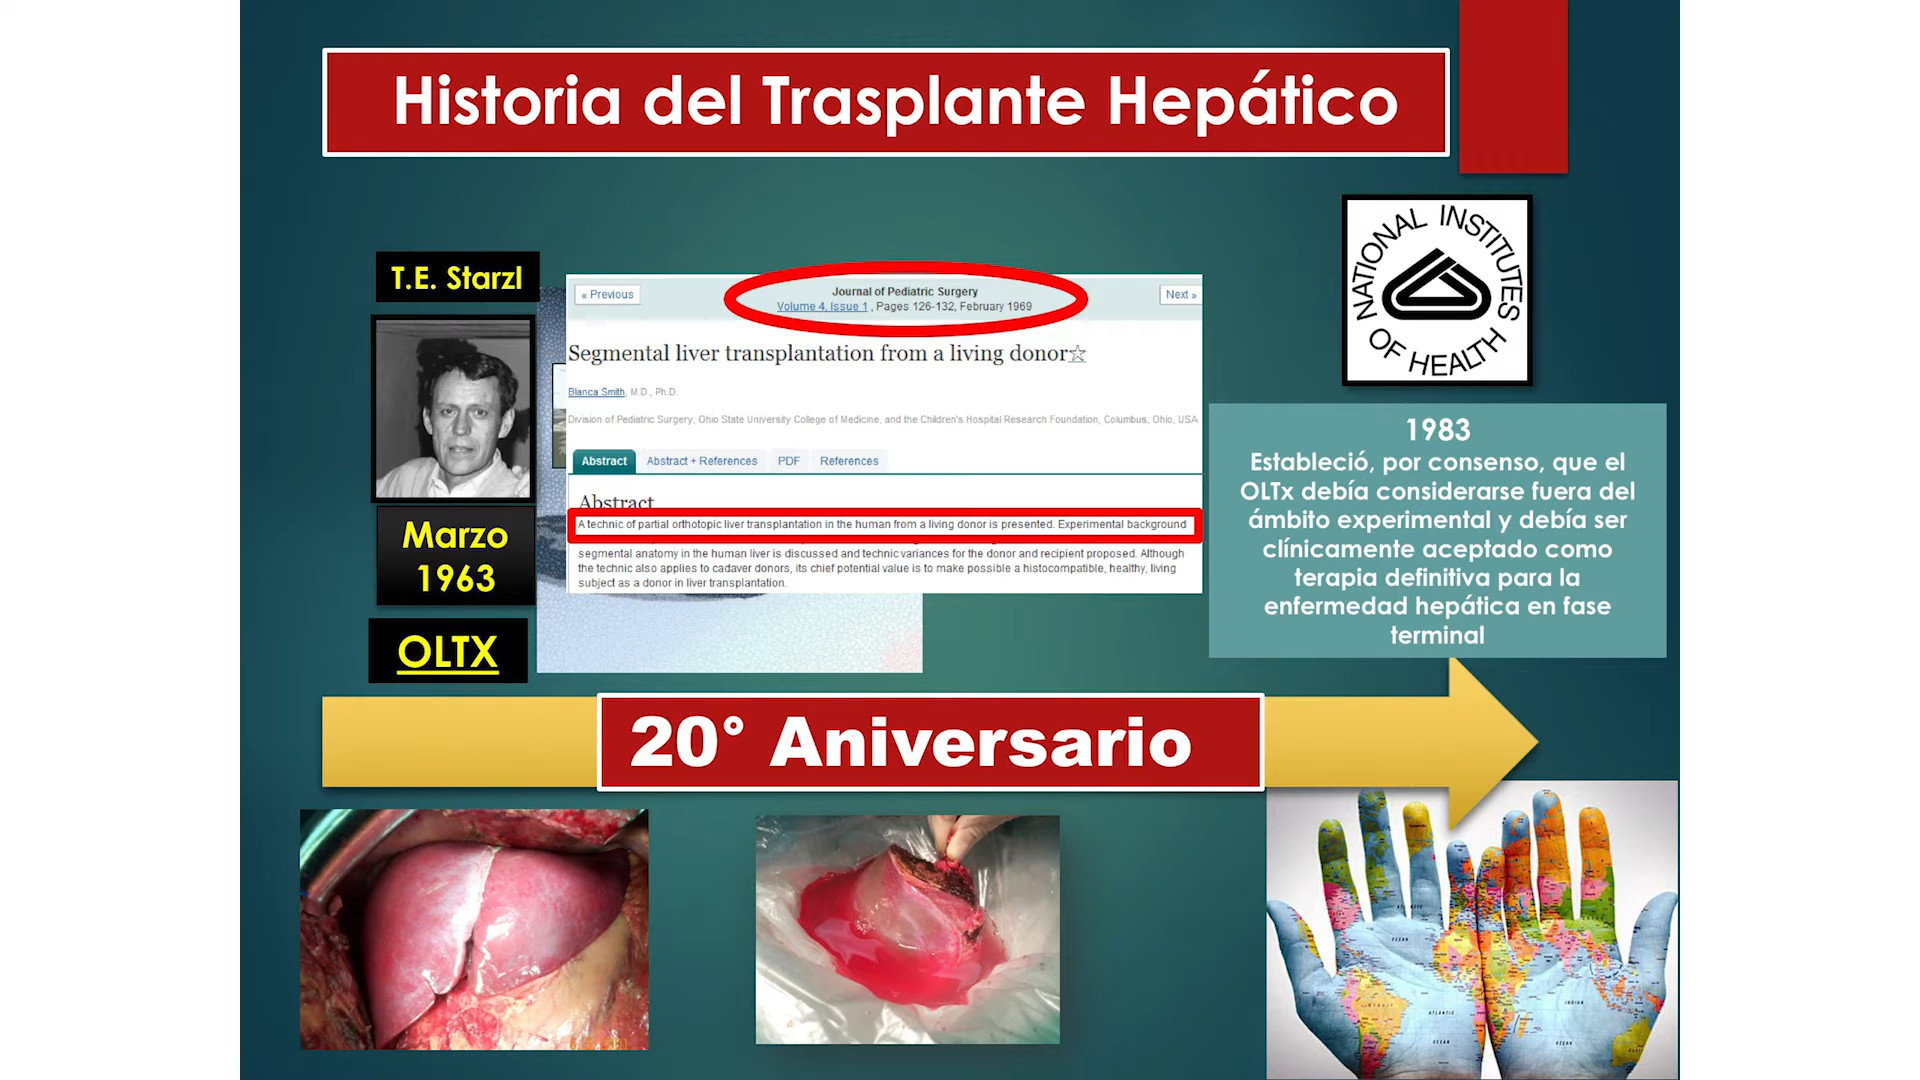 Historia del Trasplante Hepático
T.E. Starzl
Marzo
1963
OLTX
« Previous
Journal of Pediatric Surgery
Volume 4, Issue 1 , Pages 126-132, February 1969
Next »
Segmental liver transplantation from a living donor☆
Blanca Smith, M.D., Ph.D.
Division of Pediatric Surgery, Ohio State University College of Medicine, and the Children's Hospital Research Foundation, Columbus, Ohio, USA
Abstract
Abstract + References
PDF
References
Abstract
A technic of partial orthotopic liver transplantation in the human from a living donor is presented. Experimental background
segmental anatomy in the human liver is discussed and technic variances for the donor and recipient proposed. Although
the technic also applies to cadaver donors, its chief potential value is to make possible a histocompatible, healthy, living
subject as a donor in liver transplantation.
NATIONAL INSTITUTES
OF HEALTH
1983
Estableció, por consenso, que el
OLTx debía considerarse fuera del
ámbito experimental y debía ser
clínicamente aceptado como
terapia definitiva para la
enfermedad hepática en fase
terminal
20° Aniversario